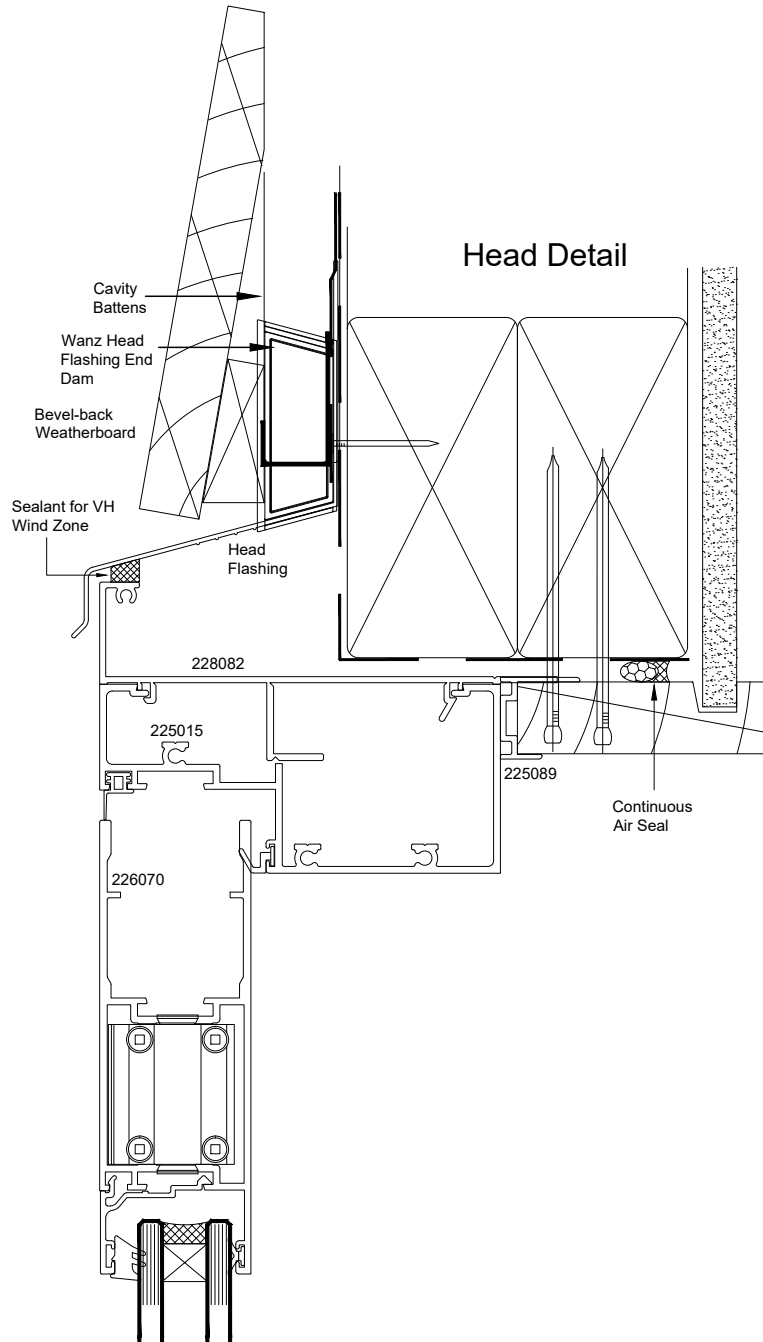 Head Detail
Cavity
Battens
Wanz Head
Flashing End
Dam
Bevel-back
Weatherboard
Sealant for VH
Wind Zone
Head
Flashing
228082
225015
225089
Continuous
Air Seal
226070